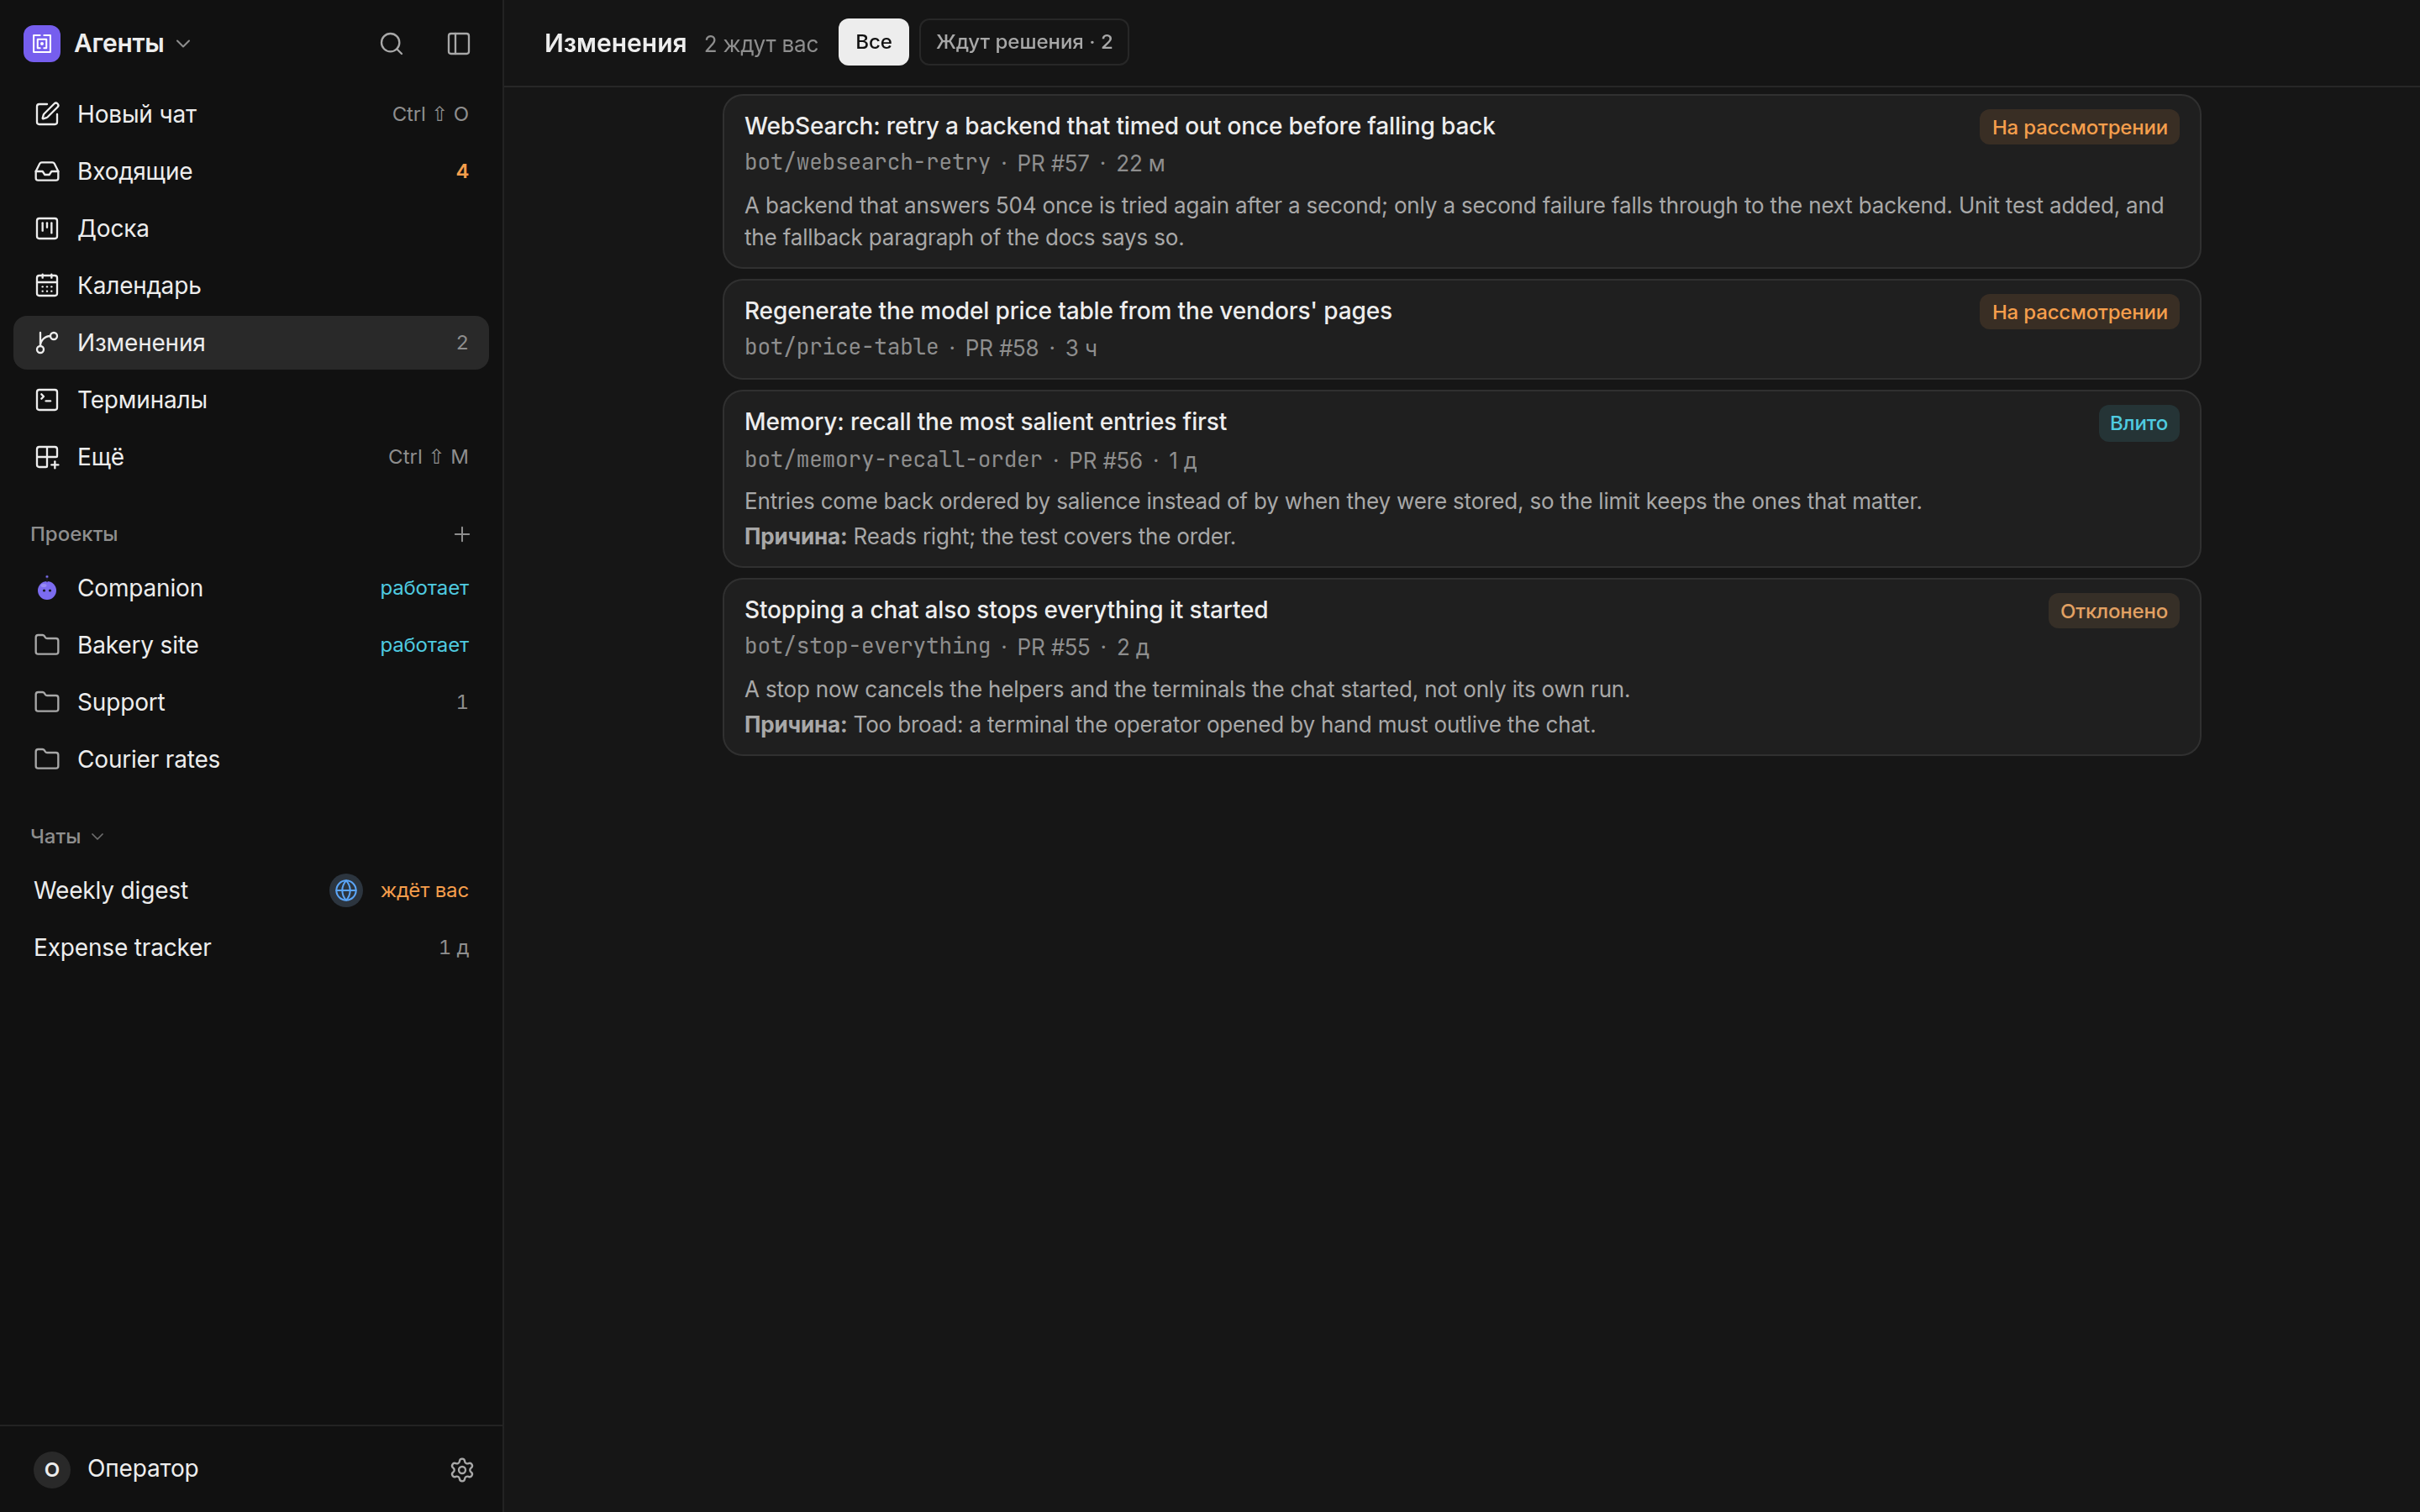 Агенты
Новый чат Ctrl ⇧ O
Входящие 4
Доска
Календарь
Изменения 2
Терминалы
Ещё Ctrl ⇧ M
Проекты
Companion работает
Bakery site работает
Support 1
Courier rates
Чаты
Weekly digest ждёт вас
Expense tracker 1 д
О Оператор
Изменения 2 ждут вас Все Ждут решения · 2
WebSearch: retry a backend that timed out once before falling back На рассмотрении
bot/websearch-retry · PR #57 · 22 м
A backend that answers 504 once is tried again after a second; only a second failure falls through to the next backend. Unit test added, and
the fallback paragraph of the docs says so.
Regenerate the model price table from the vendors' pages На рассмотрении
bot/price-table · PR #58 · 3 ч
Memory: recall the most salient entries first Влито
bot/memory-recall-order · PR #56 · 1 д
Entries come back ordered by salience instead of by when they were stored, so the limit keeps the ones that matter.
Причина: Reads right; the test covers the order.
Stopping a chat also stops everything it started Отклонено
bot/stop-everything · PR #55 · 2 д
A stop now cancels the helpers and the terminals the chat started, not only its own run.
Причина: Too broad: a terminal the operator opened by hand must outlive the chat.